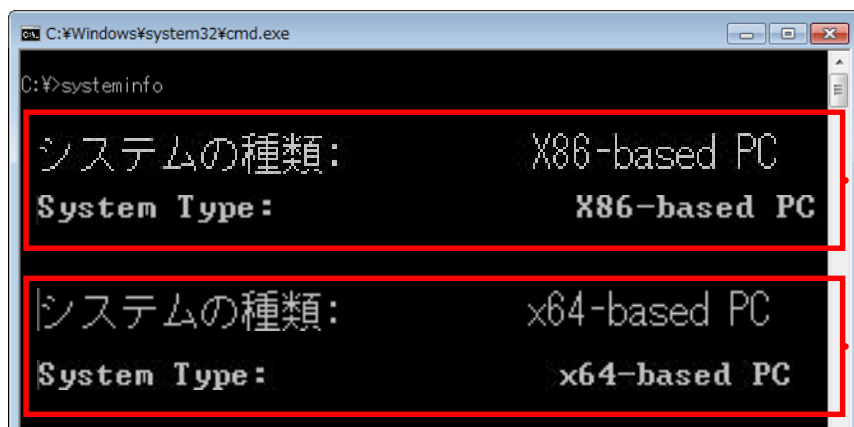 C:¥Windows¥system32¥cmd.exe
C:¥>systeminfo
システムの種類: X86-based PC
System Type: X86-based PC
システムの種類: x64-based PC
System Type: x64-based PC